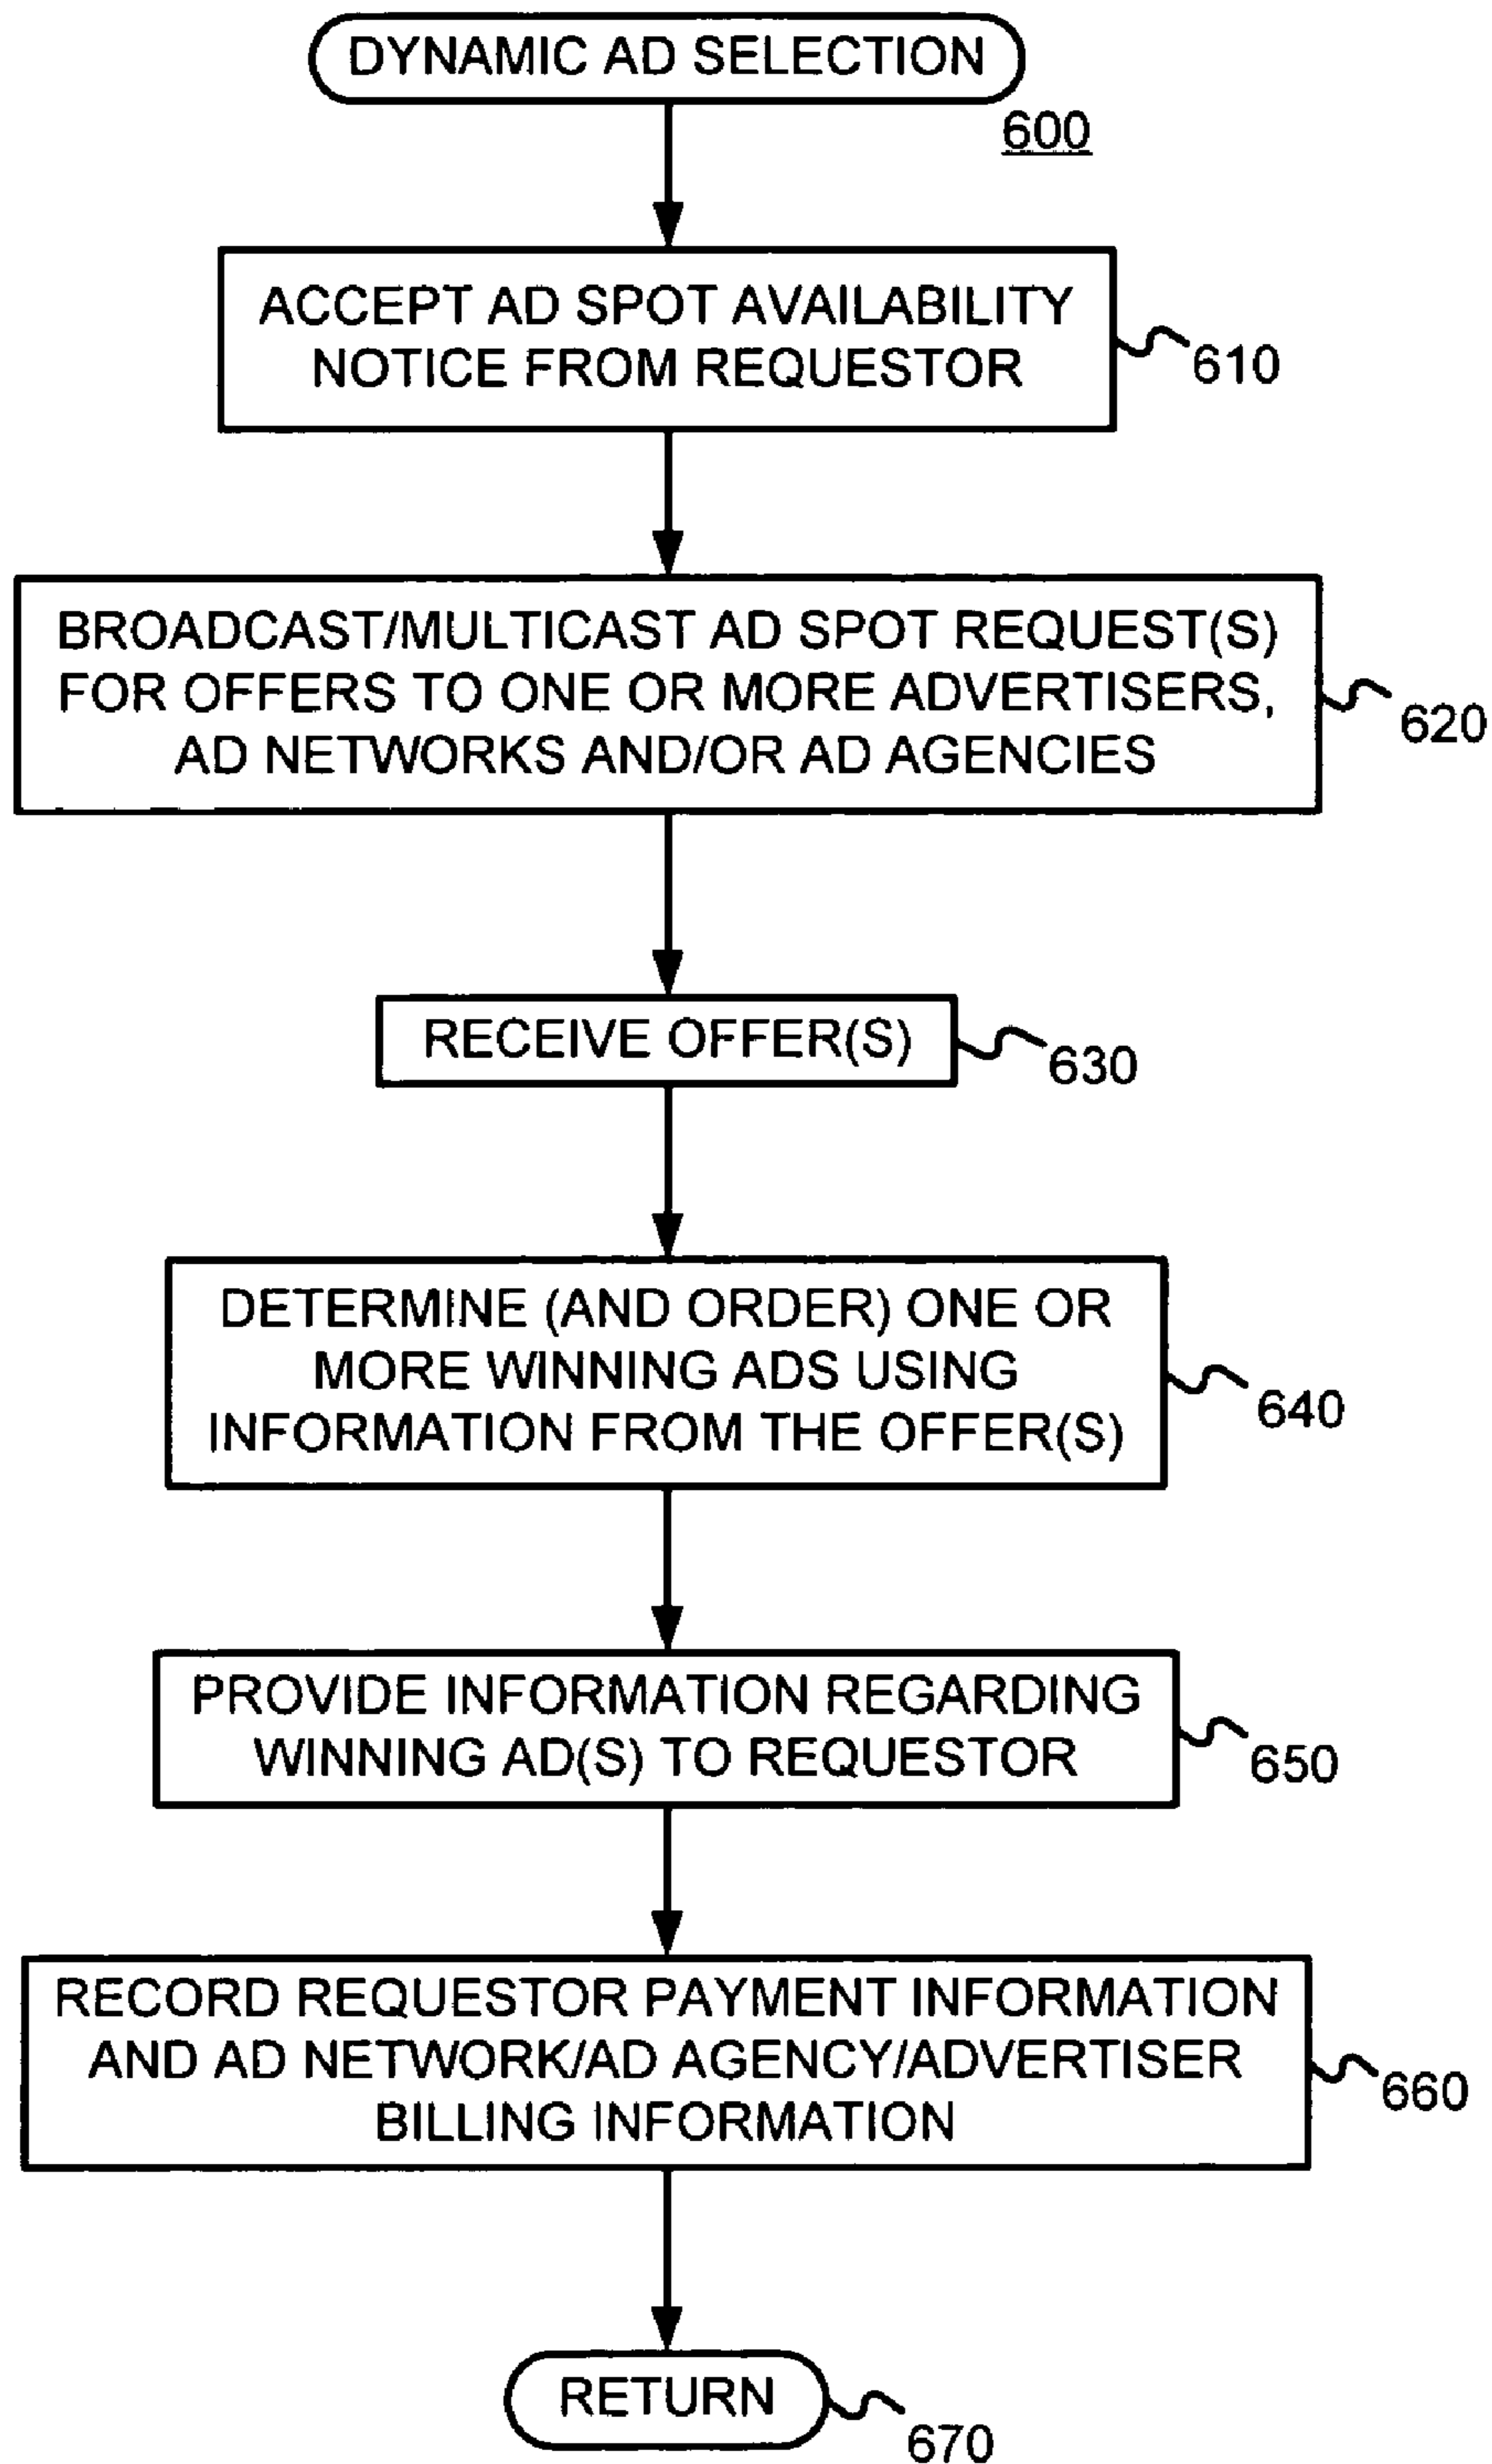 DYNAMIC AD SELECTION
600
ACCEPT AD SPOT AVAILABILITY
NOTICE FROM REQUESTOR
610
BROADCAST/MULTICAST AD SPOT REQUEST(S)
FOR OFFERS TO ONE OR MORE ADVERTISERS,
AD NETWORKS AND/OR AD AGENCIES
620
RECEIVE OFFER(S)
630
DETERMINE (AND ORDER) ONE OR
MORE WINNING ADS USING
INFORMATION FROM THE OFFER(S)
640
PROVIDE INFORMATION REGARDING
WINNING AD(S) TO REQUESTOR
650
RECORD REQUESTOR PAYMENT INFORMATION
AND AD NETWORK/AD AGENCY/ADVERTISER
BILLING INFORMATION
660
RETURN
670